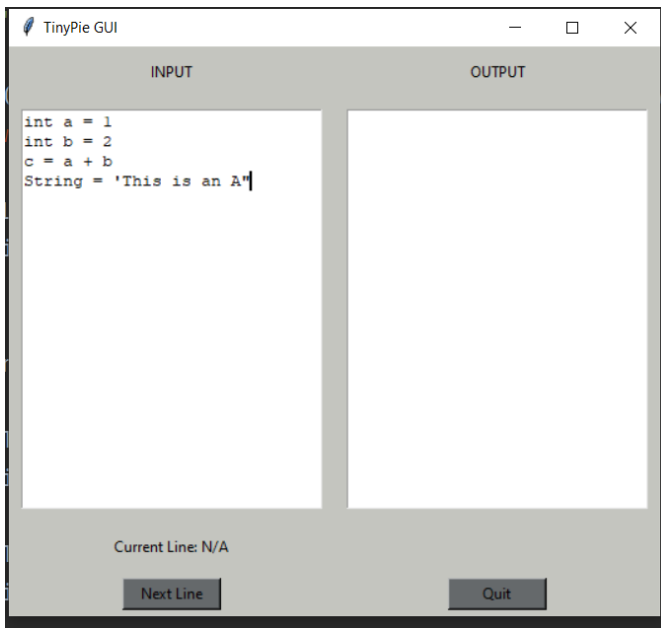 TinyPie GUI
INPUT
OUTPUT
int a = 1
int b = 2
c = a + b
String = 'This is an A"
Current Line: N/A
Next Line
Quit